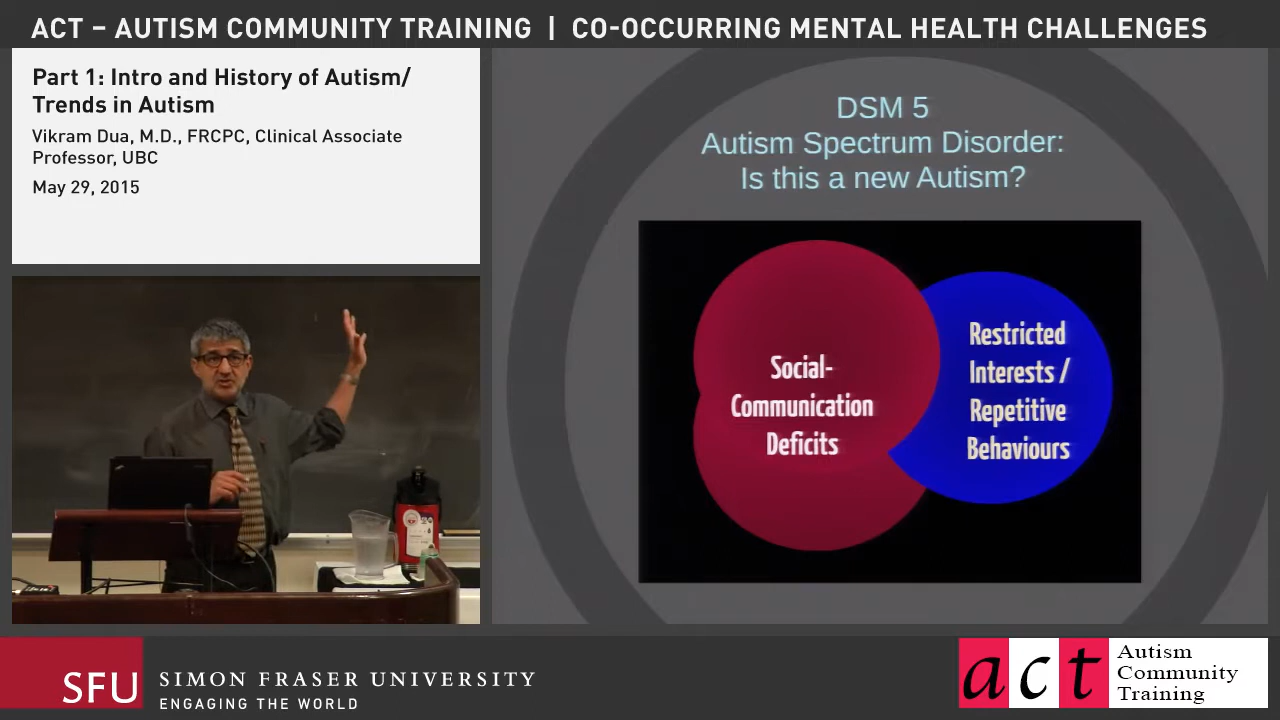 ACT – AUTISM COMMUNITY TRAINING | CO-OCCURRING MENTAL HEALTH CHALLENGES
Part 1: Intro and History of Autism/
Trends in Autism
Vikram Dua, M.D., FRCPC, Clinical Associate
Professor, UBC
May 29, 2015
DSM 5
Autism Spectrum Disorder:
Is this a new Autism?
Social-
Communication
Deficits
Restricted
Interests /
Repetitive
Behaviours
SFU
SIMON FRASER UNIVERSITY
ENGAGING THE WORLD
act
Autism
Community
Training